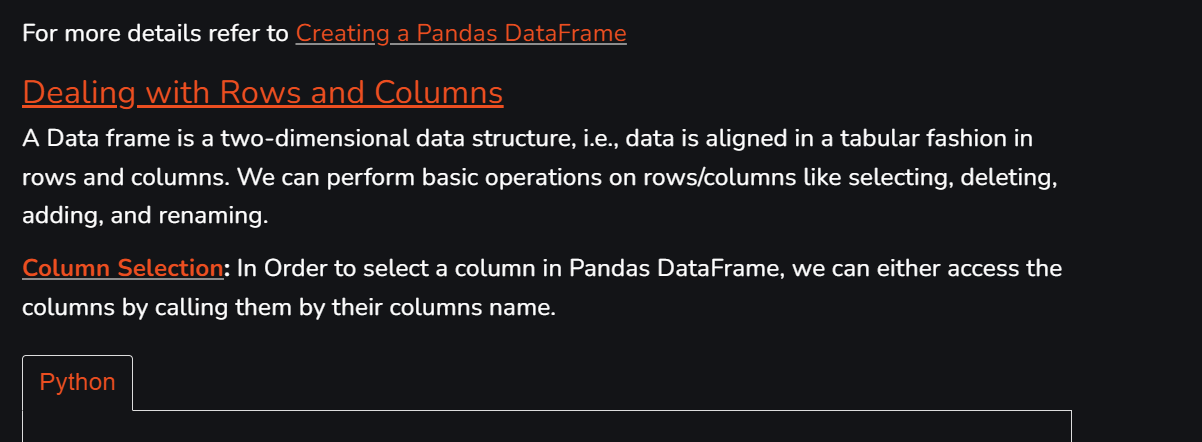 For more details refer to Creating a Pandas DataFrame
Dealing with Rows and Columns
A Data frame is a two-dimensional data structure, i.e., data is aligned in a tabular fashion in
rows and columns. We can perform basic operations on rows/columns like selecting, deleting,
adding, and renaming.
Column Selection: In Order to select a column in Pandas DataFrame, we can either access the
columns by calling them by their columns name.
Python